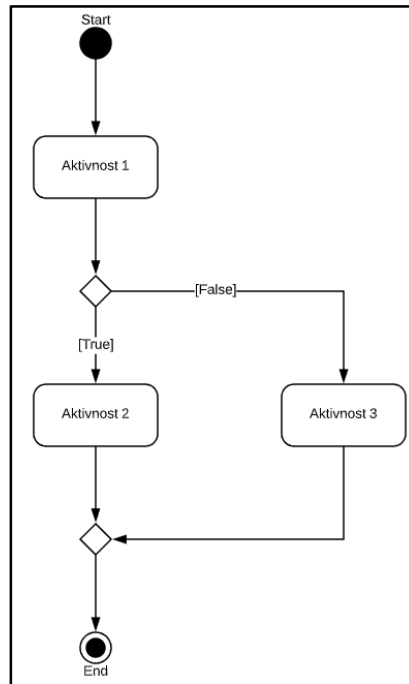 Start
Aktivnost 1
[False]
[True]
Aktivnost 2
Aktivnost 3
End